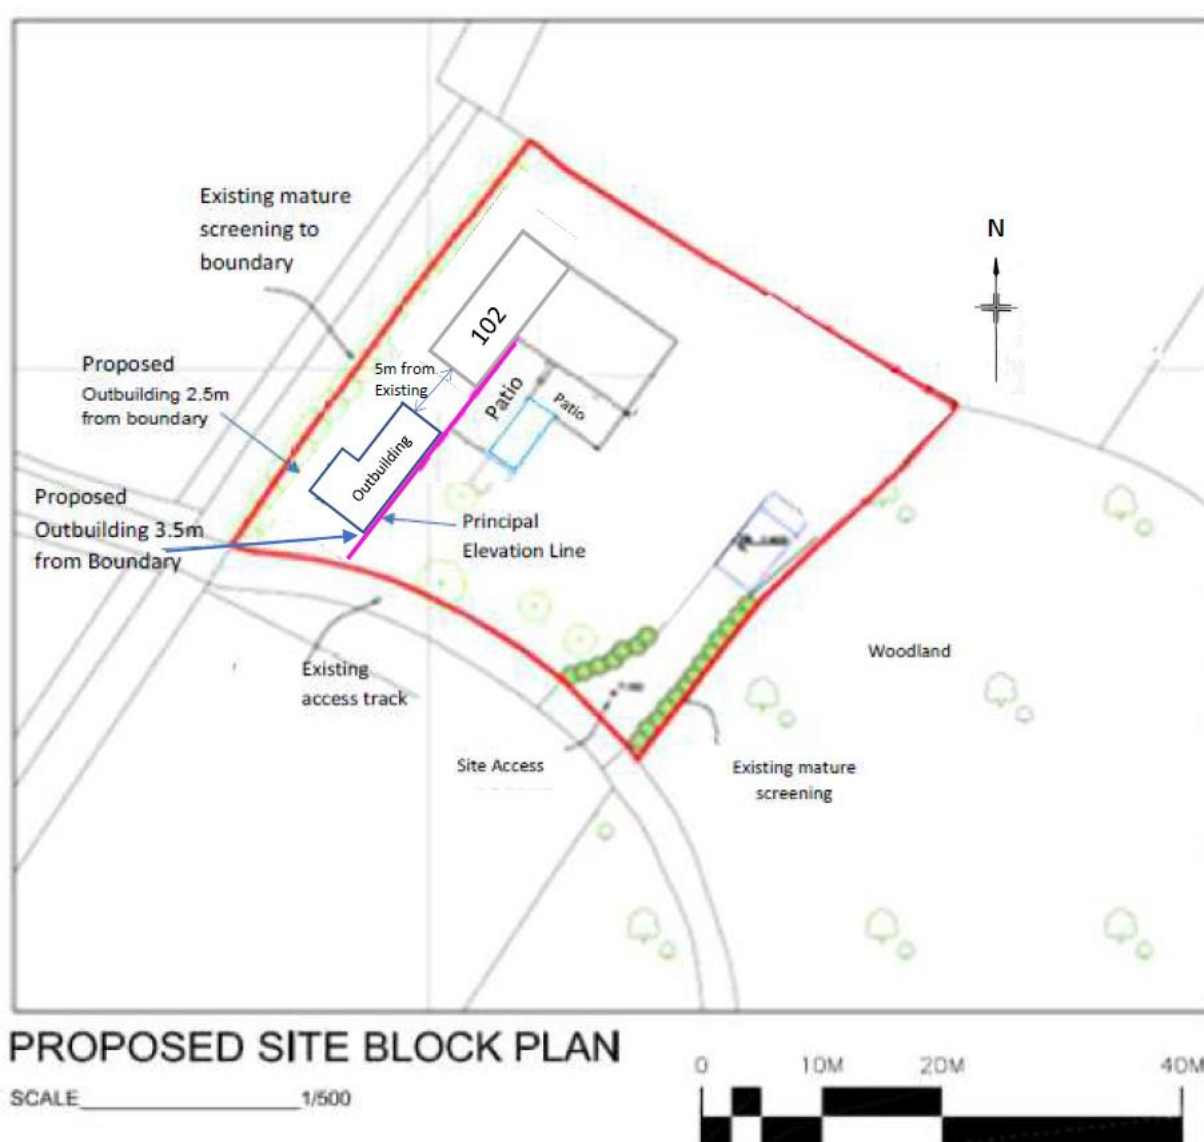 Existing mature
screening to
boundary
N
102
Proposed
Outbuilding 2.5m
from boundary
5m from
Existing
Patio
Patio
Outbuilding
Proposed
Outbuilding 3.5m
from Boundary
Principal
Elevation Line
Existing
access track
Woodland
Site Access
Existing mature
screening
PROPOSED SITE BLOCK PLAN
SCALE 1/500
0 10M 20M 40M